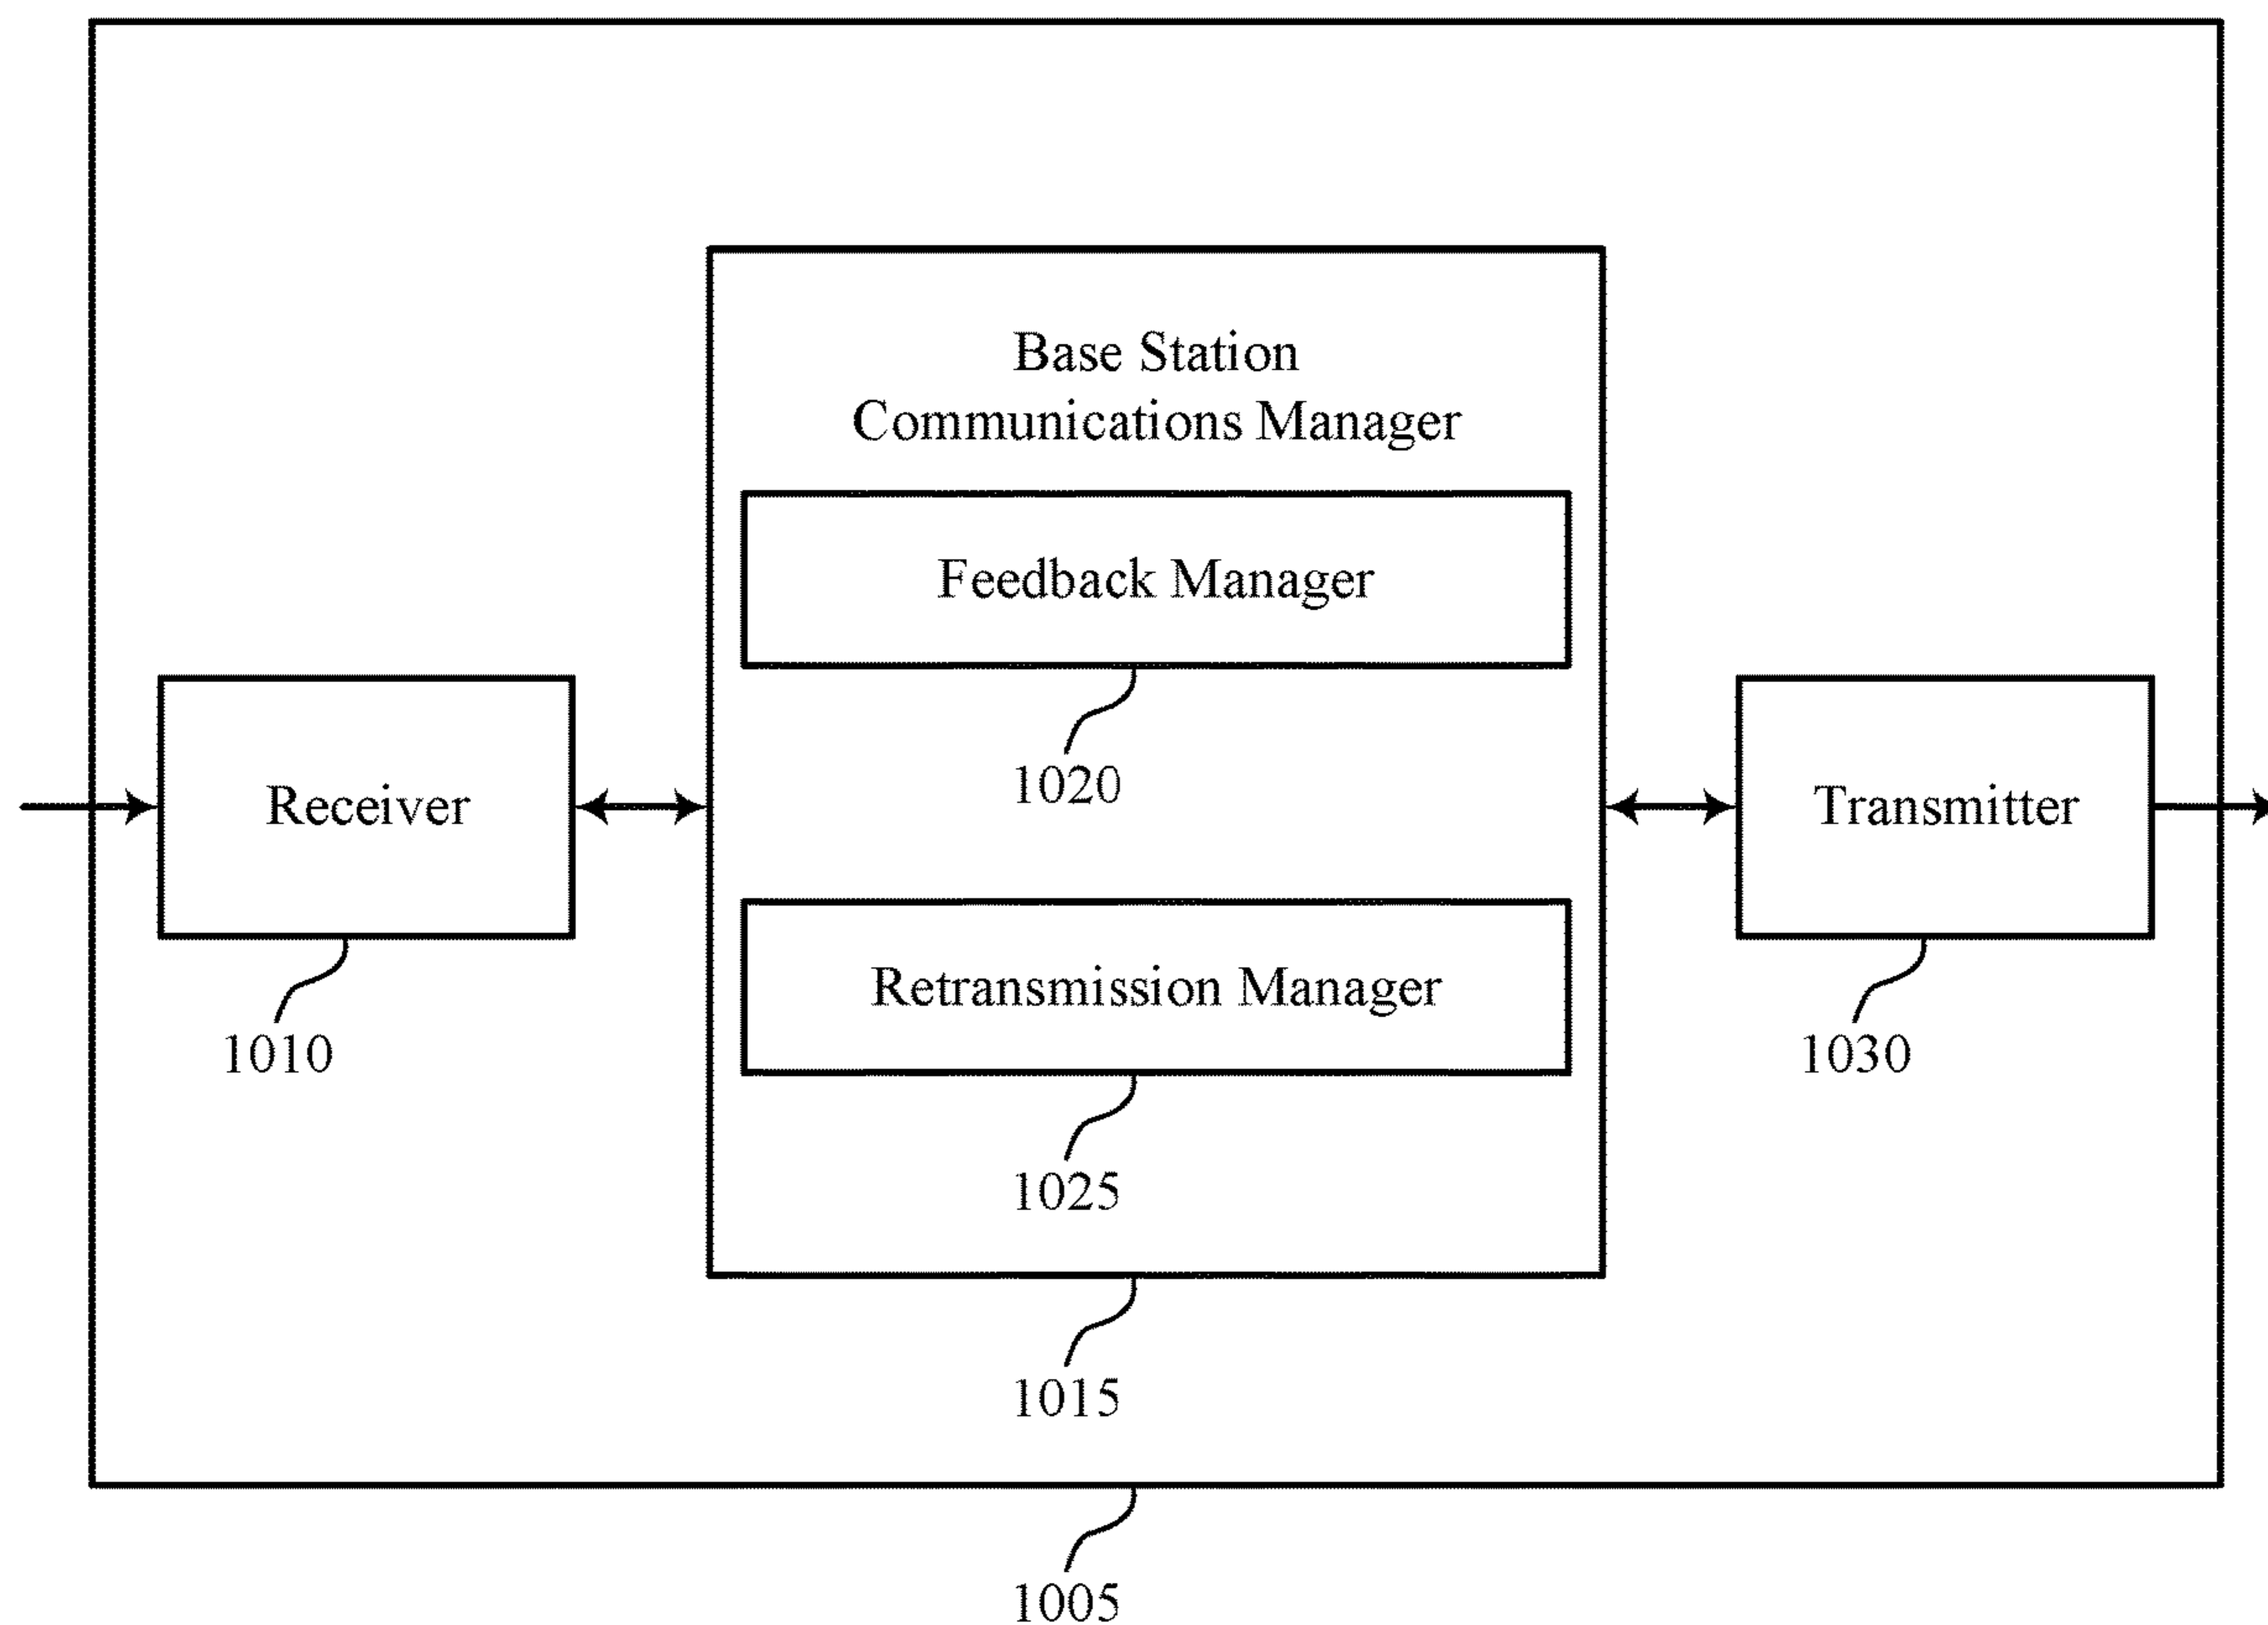 Base Station
Communications Manager
Feedback Manager
1020
Receiver
Transmitter
Retransmission Manager
1010
1030
1025
1015
1005